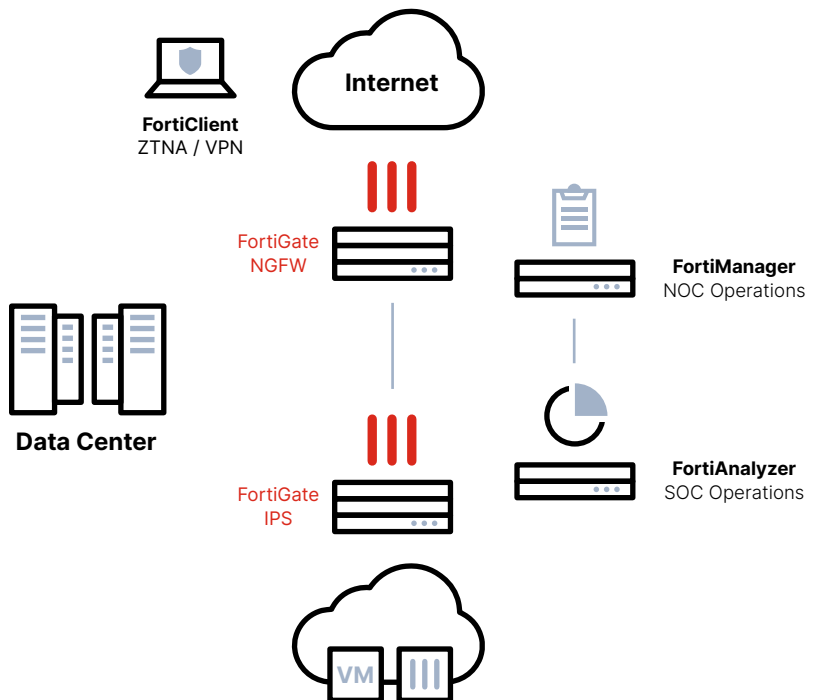 Internet
FortiClient
ZTNA / VPN
FortiGate
NGFW
FortiManager
NOC Operations
Data Center
FortiGate
IPS
FortiAnalyzer
SOC Operations
VM